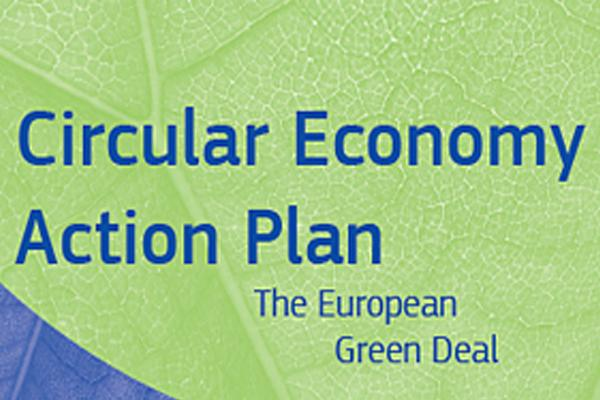 Circular Economy
Action Plan
The European
Green Deal